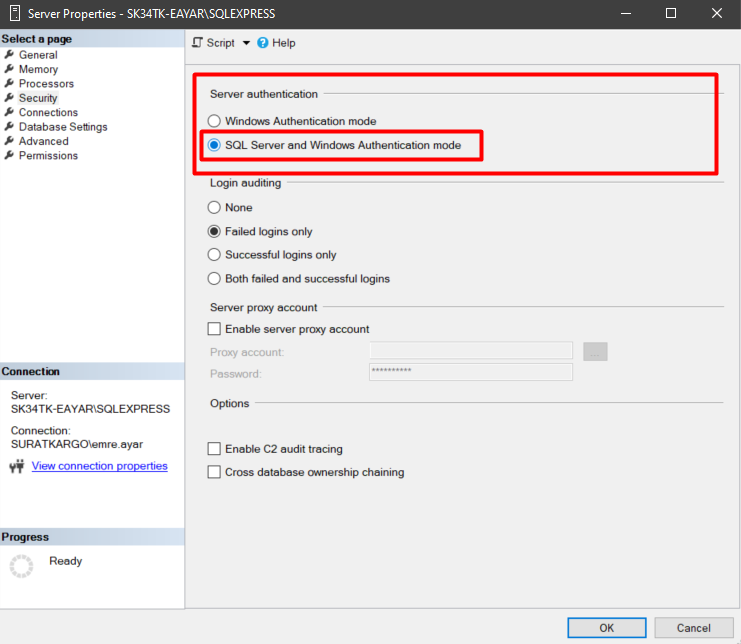 Server Properties - SK34TK-EAYAR\SQLEXPRESS
Select a page
General
Memory
Processors
Security
Connections
Database Settings
Advanced
Permissions
Connection
Server:
SK34TK-EAYAR\SQLEXPRESS
Connection:
SURATKARGO\emre.ayar
View connection properties
Progress
Ready
Script
Help
Server authentication
Windows Authentication mode
SQL Server and Windows Authentication mode
Login auditing
None
Failed logins only
Successful logins only
Both failed and successful logins
Server proxy account
Enable server proxy account
Proxy account:
...
Password:
**********
Options
Enable C2 audit tracing
Cross database ownership chaining
OK
Cancel